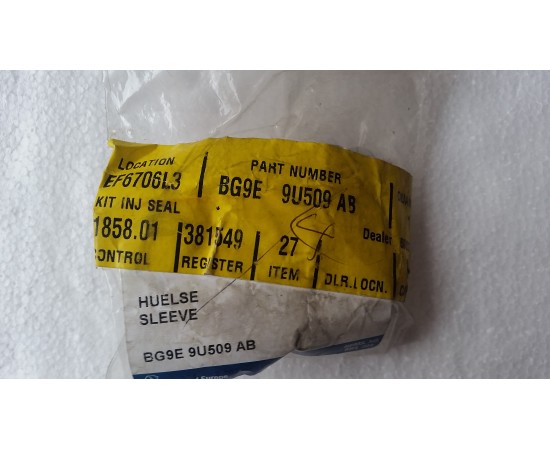 LOCATION PART NUMBER
EF6706L3 BG9E 9U509 AB
KIT INJ SEAL
1858.01 381549 27 4 Dealer
CONTROL REGISTER ITEM DLR.LOCN.
HUELSE
SLEEVE
BG9E 9U509 AB